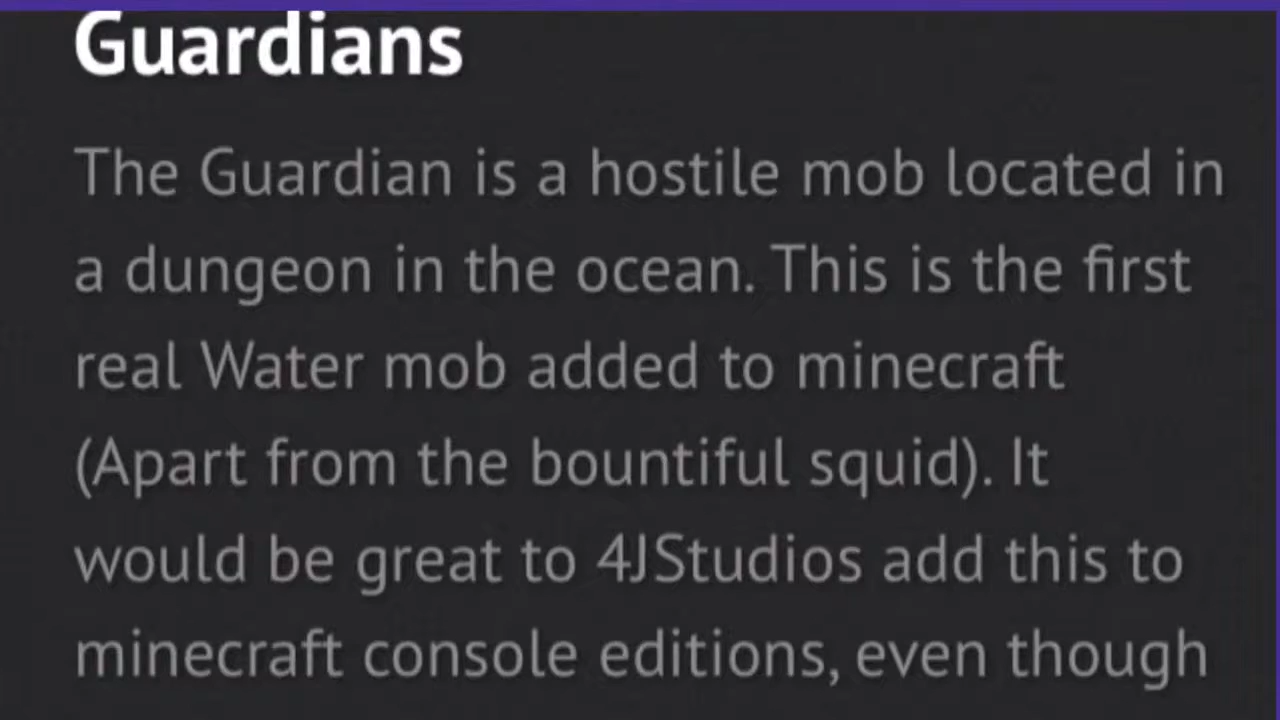 Guardians
The Guardian is a hostile mob located in
a dungeon in the ocean. This is the first
real Water mob added to minecraft
(Apart from the bountiful squid). It
would be great to 4JStudios add this to
minecraft console editions, even though